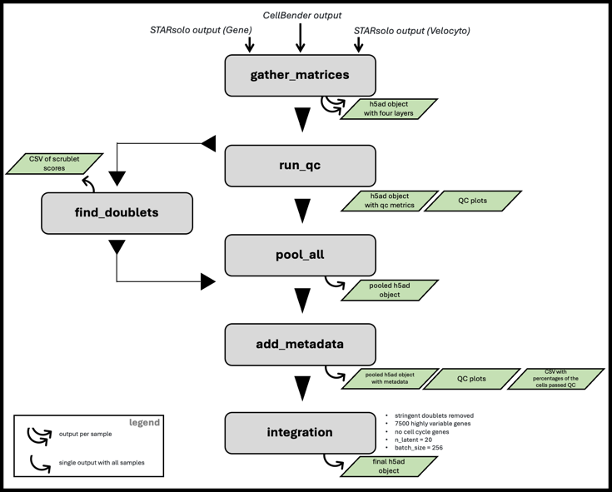 CellBender output
STARsolo output (Gene)
STARsolo output (Velocyto)
gather_matrices
h5ad object
with four layers
CSV of scrublet
scores
run_qc
h5ad object
with qc metrics
QC plots
find_doublets
pool_all
pooled h5ad
object
add_metadata
pooled h5ad object
with metadata
QC plots
CSV with
percentages of the
cells passed QC
integration
• stringent doublets removed
• 7500 highly variable genes
• no cell cycle genes
• n_latent = 20
• batch_size = 256
final h5ad
object
legend
output per sample
single output with all samples